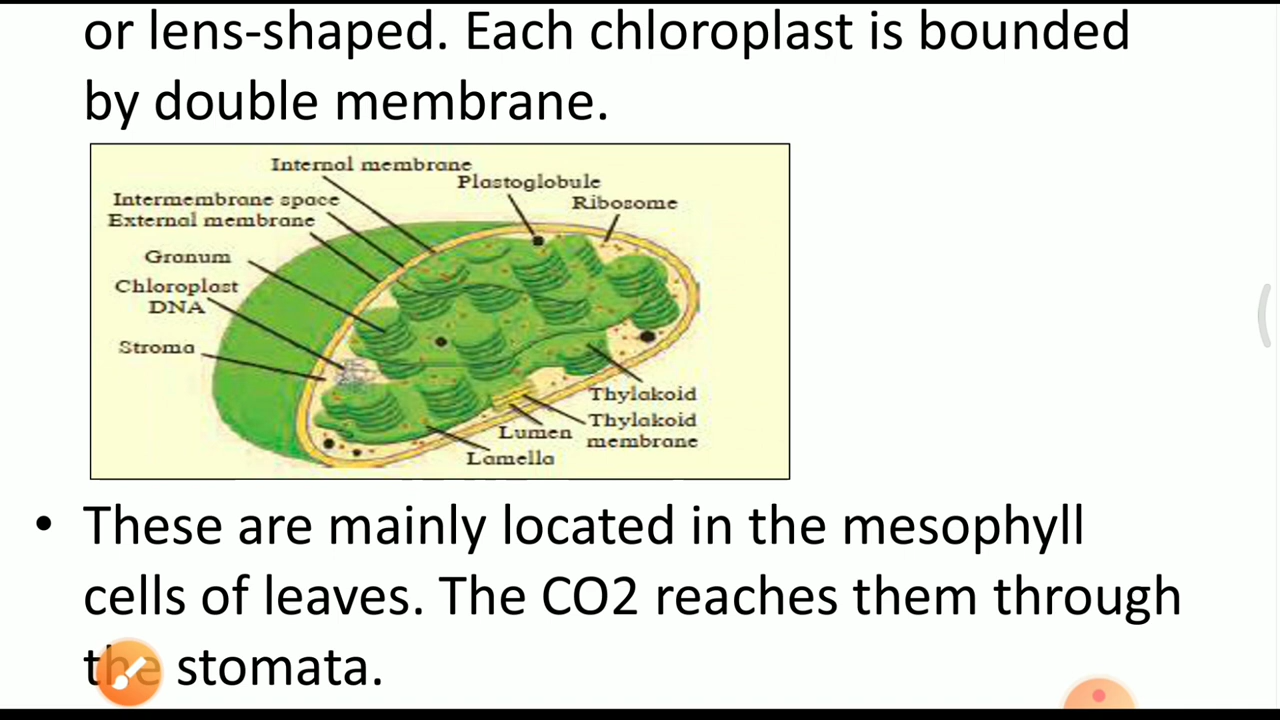 or lens-shaped. Each chloroplast is bounded
by double membrane.
Internal membrane
Plastoglobule
Intermembrane space
Ribosome
External membrane
Granum
Chloroplast
DNA
Stroma
Thylakoid
Thylakoid
membrane
Lumen
Lamella
• These are mainly located in the mesophyll
cells of leaves. The CO2 reaches them through
the stomata.